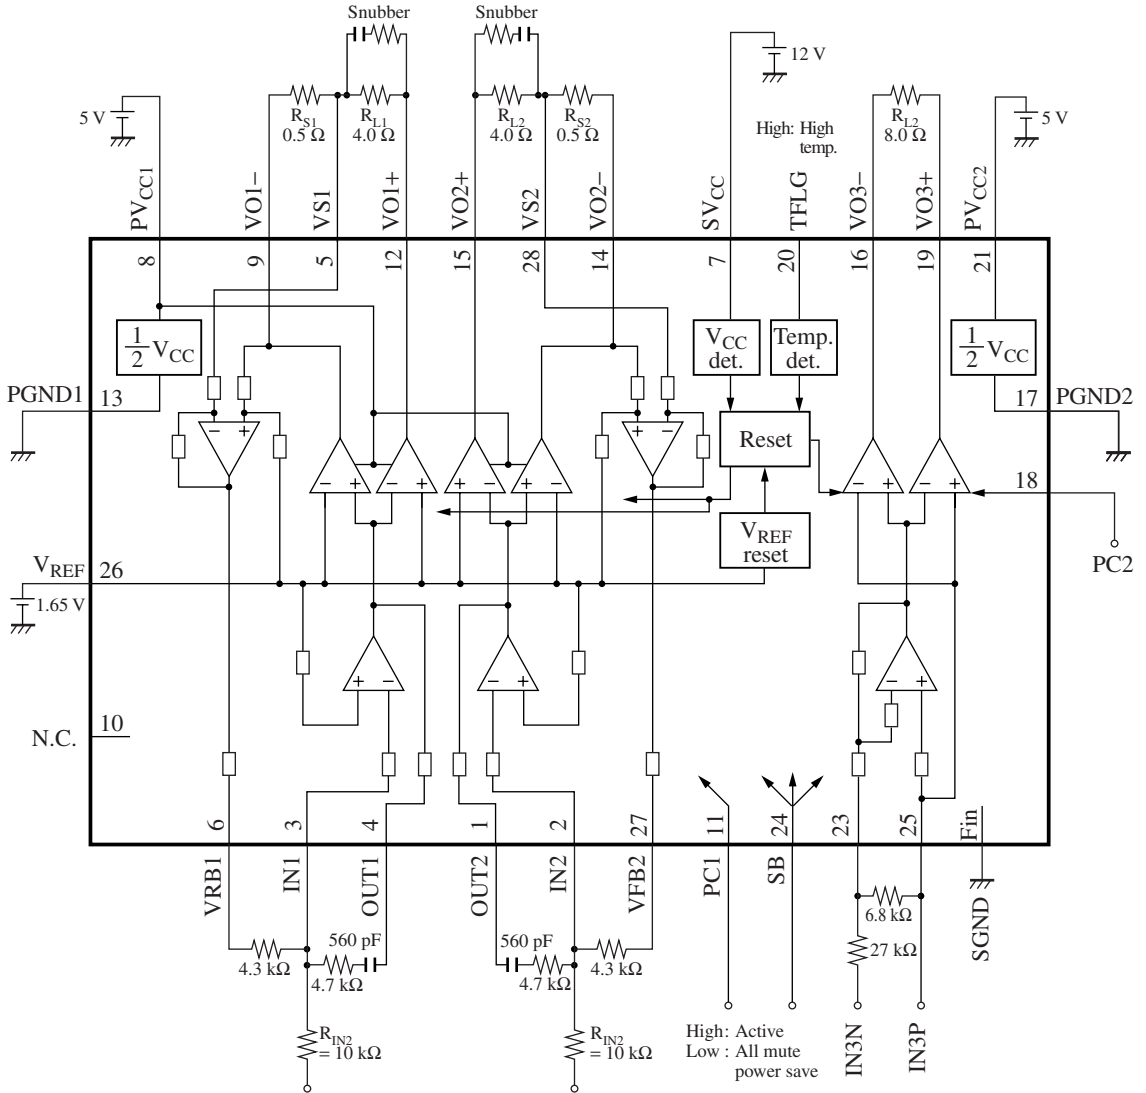 Snubber
Snubber
12 V
5 V
R_S1
0.5 Ω
R_L1
4.0 Ω
R_L2
4.0 Ω
R_S2
0.5 Ω
High: High
temp.
R_L2
8.0 Ω
5 V
PV_CC1
VO1−
VS1
VO1+
VO2+
VS2
VO2−
SV_CC
TFLG
VO3−
VO3+
PV_CC2
8
9
5
12
15
28
14
7
20
16
19
21
1/2 V_CC
V_CC
det.
Temp.
det.
1/2 V_CC
PGND1
13
17
PGND2
− +
+ −
Reset
18
− +
− +
+ −
+ −
− +
− +
V_REF
reset
PC2
V_REF
26
1.65 V
+ −
− +
− +
N.C.
10
6
3
4
1
2
27
11
24
23
25
Fin
VRB1
IN1
OUT1
OUT2
IN2
VFB2
PC1
SB
SGND
6.8 kΩ
27 kΩ
560 pF
560 pF
4.3 kΩ
4.7 kΩ
4.7 kΩ
4.3 kΩ
R_IN2
= 10 kΩ
R_IN2
= 10 kΩ
High : Active
Low : All mute
power save
IN3N
IN3P